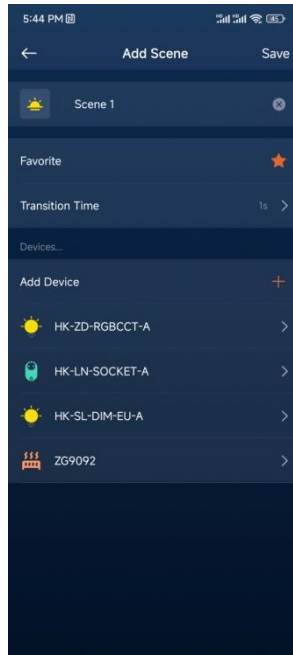 5:44 PM
45
Add Scene
Save
Scene 1
Favorite
Transition Time
1s
Devices...
Add Device
HK-ZD-RGBCCT-A
HK-LN-SOCKET-A
HK-SL-DIM-EU-A
ZG9092